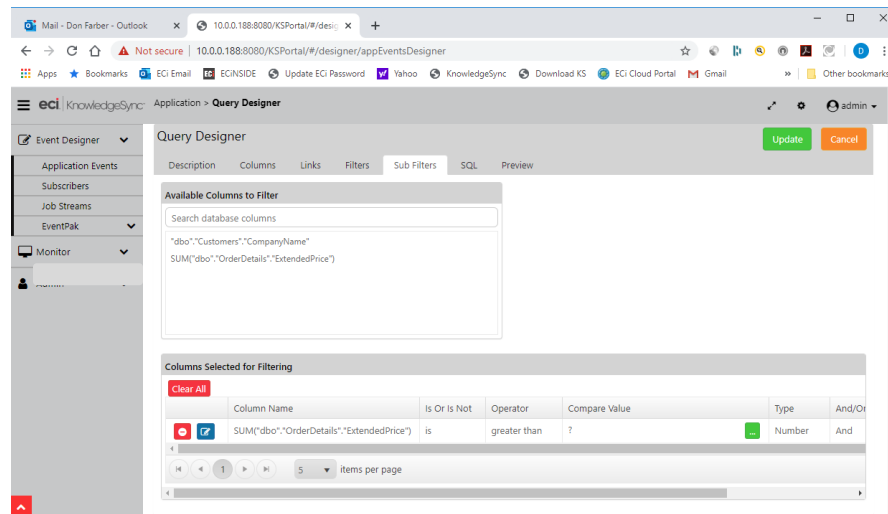 Mail - Don Farber - Outlook
10.0.0.188:8080/KSPortal/#/desig
Not secure | 10.0.0.188:8080/KSPortal/#/designer/appEventsDesigner
Apps Bookmarks ECi Email ECiNSIDE Update ECi Password Yahoo KnowledgeSync Download KS ECi Cloud Portal Gmail » Other bookmarks
eci KnowledgeSync Application > Query Designer admin
Event Designer
Application Events
Subscribers
Job Streams
EventPak
Monitor
Query Designer Update Cancel
Description Columns Links Filters Sub Filters SQL Preview
Available Columns to Filter
Search database columns
"dbo"."Customers"."CompanyName"
SUM("dbo"."OrderDetails"."ExtendedPrice")
Columns Selected for Filtering
Clear All
Column Name Is Or Is Not Operator Compare Value Type And/Or
SUM("dbo"."OrderDetails"."ExtendedPrice") is greater than ? ... Number And
1 5 items per page